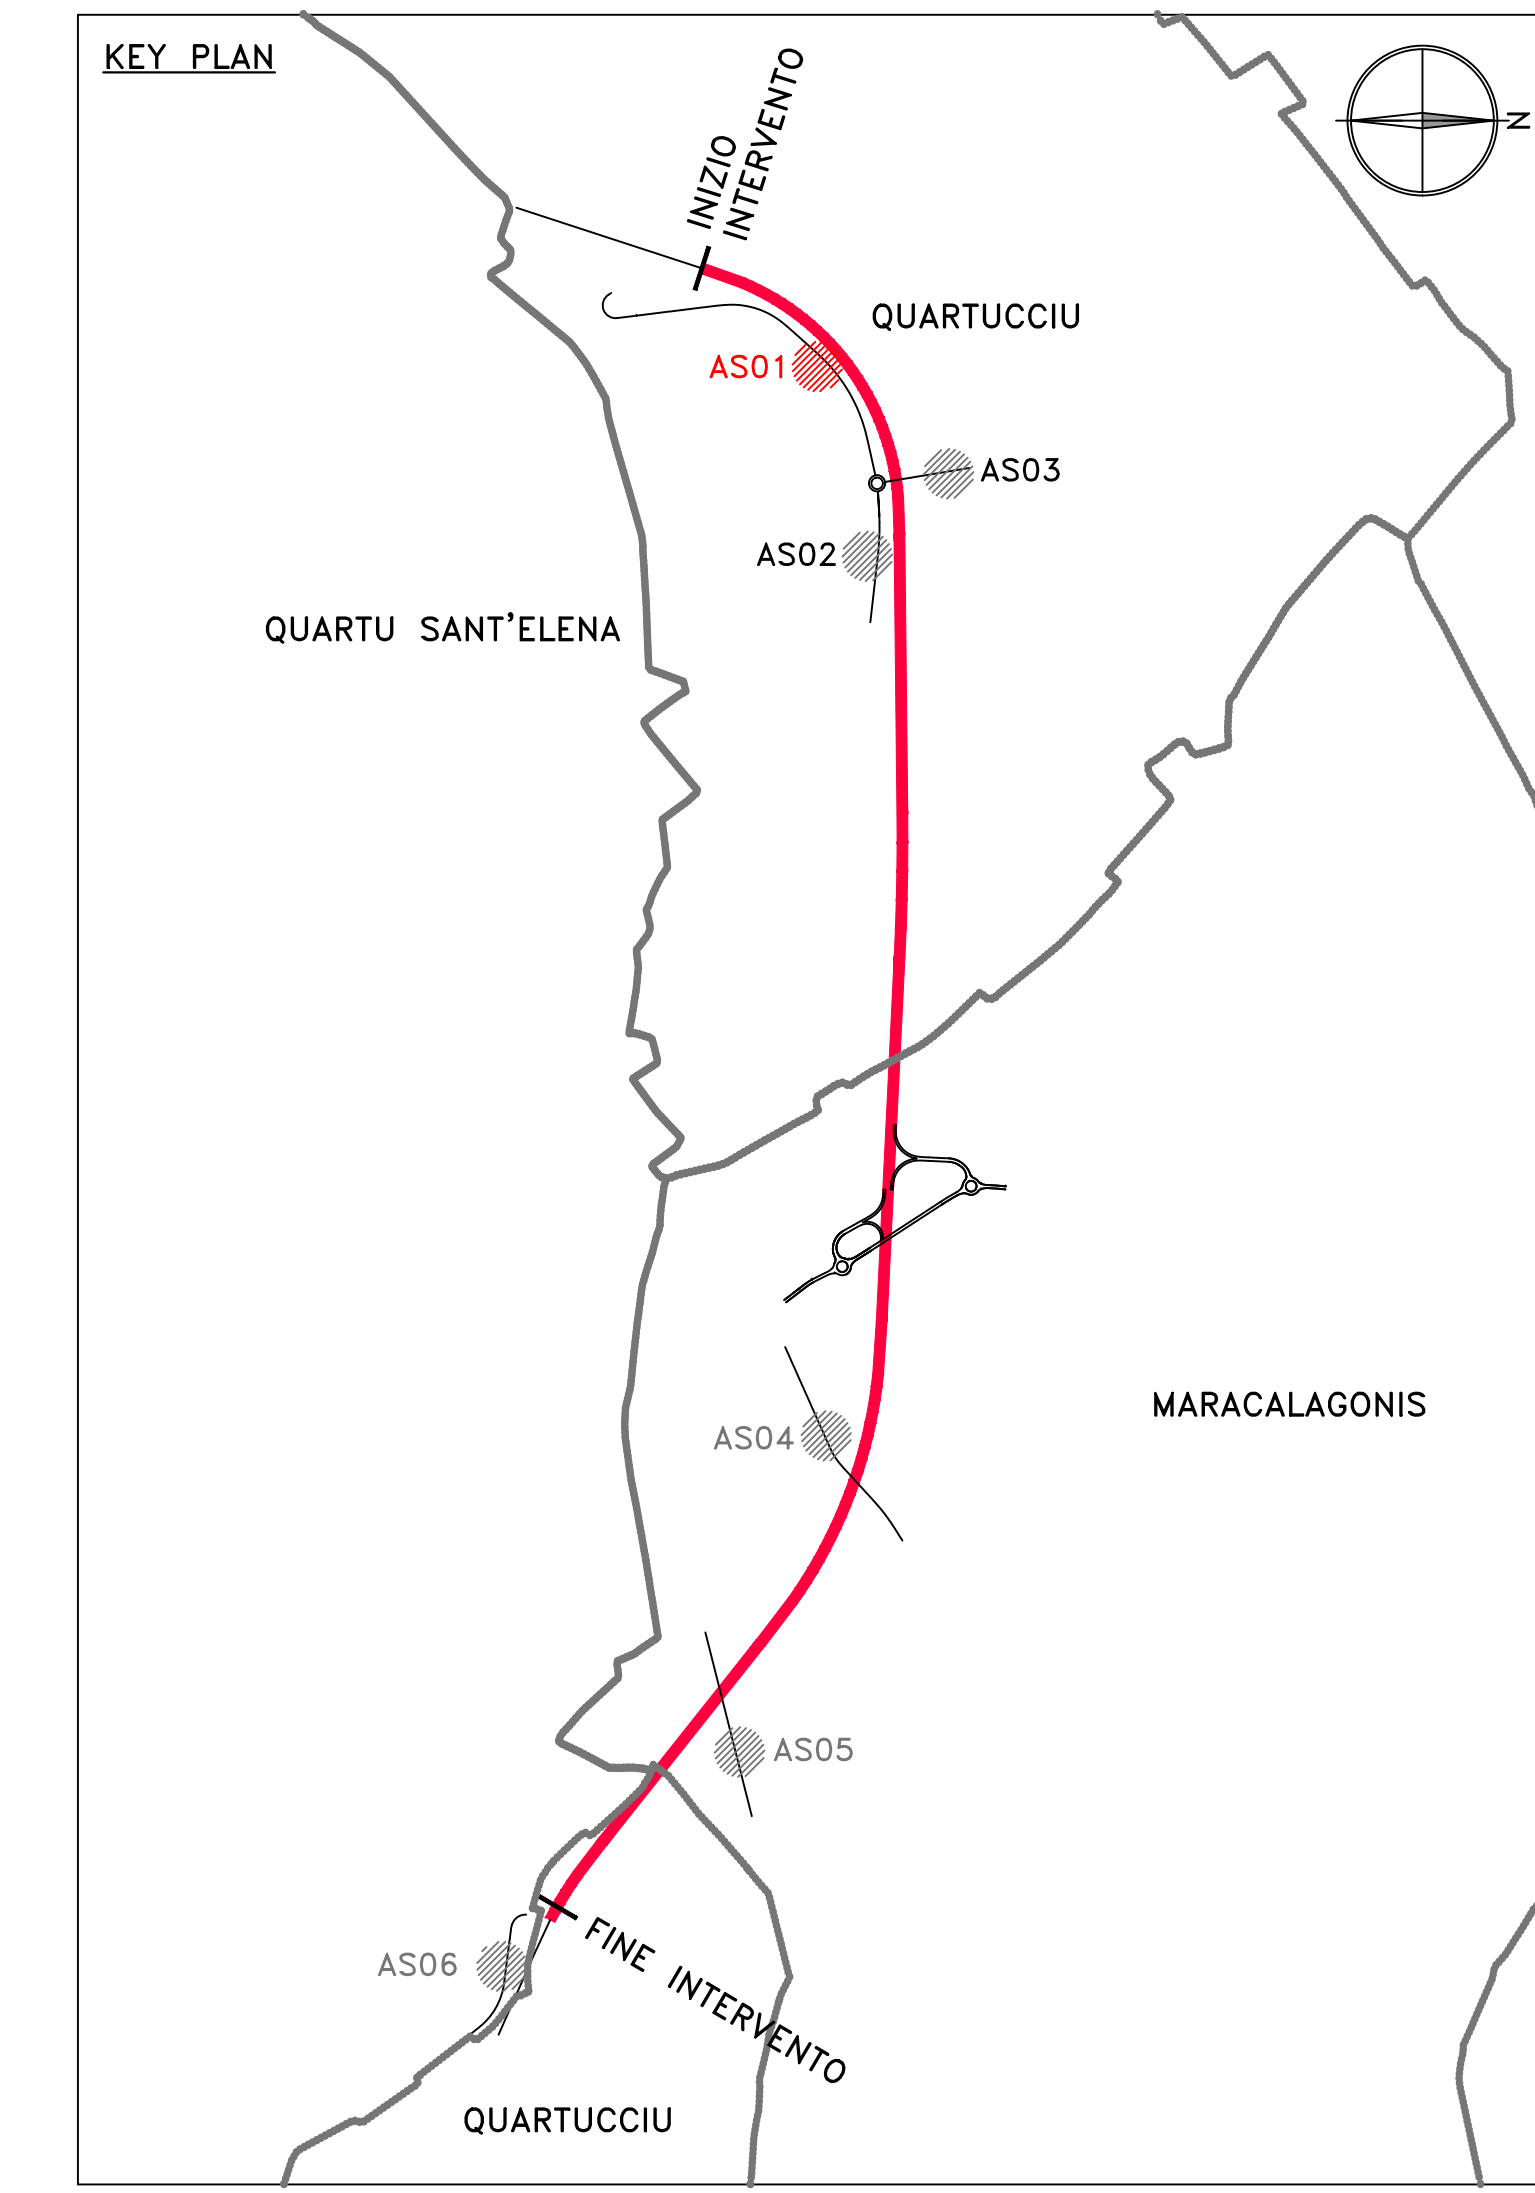 KEY PLAN
N
INIZIO
INTERVENTO
QUARTUCCIU
AS01
AS03
AS02
QUARTU SANT'ELENA
MARACALAGONIS
AS04
AS05
AS06
FINE INTERVENTO
QUARTUCCIU